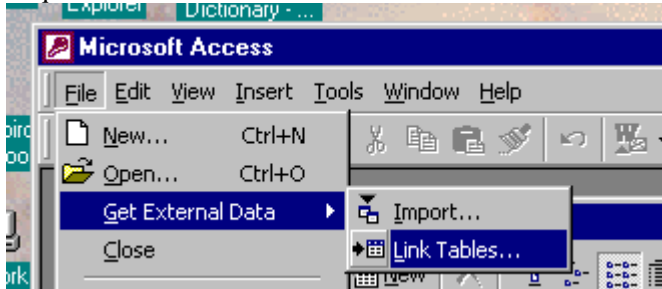 Explorer Dictionary - ...
Microsoft Access
File Edit View Insert Tools Window Help
New... Ctrl+N
Open... Ctrl+O
Get External Data Import...
Close Link Tables...
New